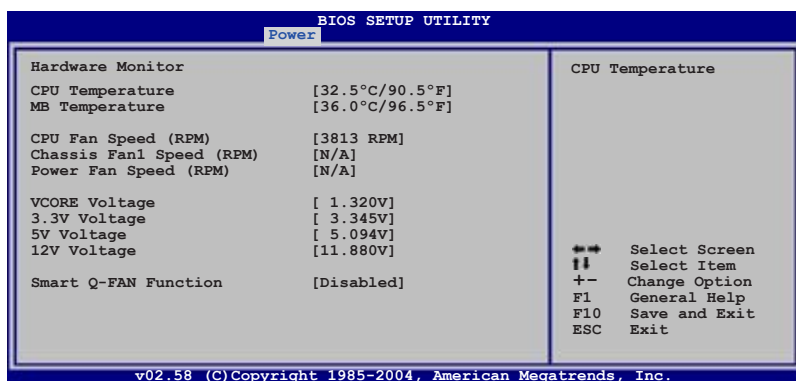 BIOS SETUP UTILITY
Power
Hardware Monitor
CPU Temperature [32.5°C/90.5°F]
MB Temperature [36.0°C/96.5°F]
CPU Fan Speed (RPM) [3813 RPM]
Chassis Fan1 Speed (RPM) [N/A]
Power Fan Speed (RPM) [N/A]
VCORE Voltage [ 1.320V]
3.3V Voltage [ 3.345V]
5V Voltage [ 5.094V]
12V Voltage [11.880V]
Smart Q-FAN Function [Disabled]
CPU Temperature
←→ Select Screen
↑↓ Select Item
+- Change Option
F1 General Help
F10 Save and Exit
ESC Exit
v02.58 (C)Copyright 1985-2004, American Megatrends, Inc.